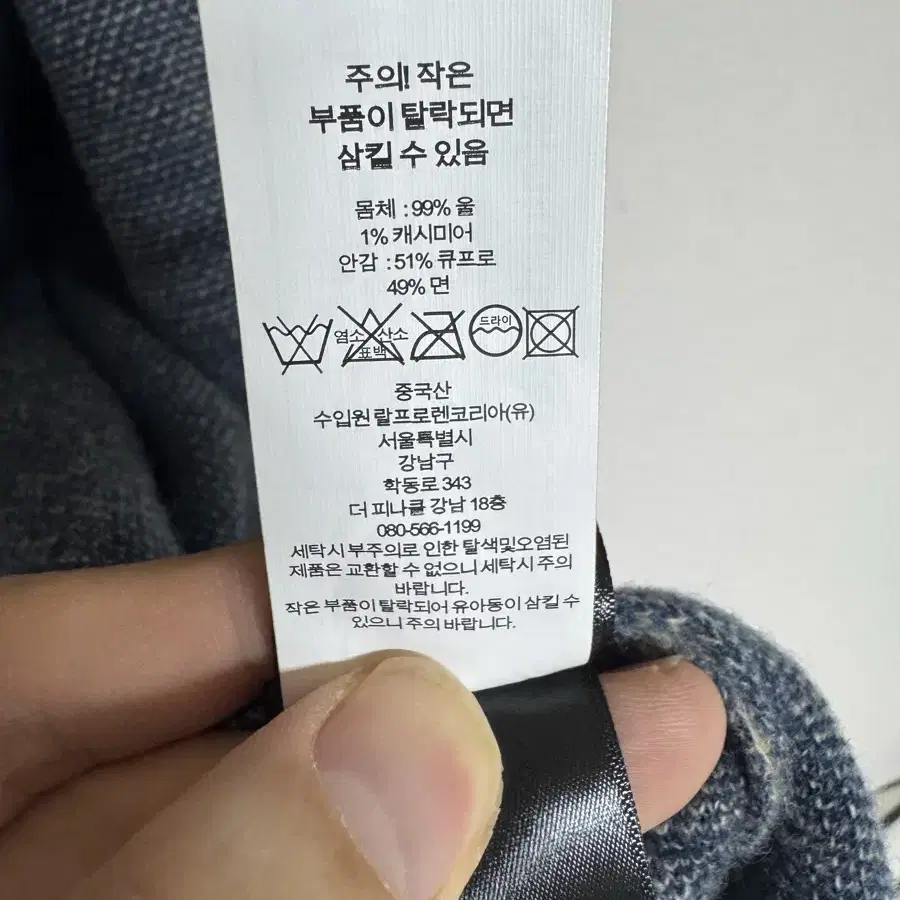 주의! 작은
부품이 탈락되면
삼킬 수 있음
몸체 : 99% 울
1% 캐시미어
안감 : 51% 큐프로
49% 면
염소 산소 드라이
표백
중국산
수입원 랄프로렌코리아(유)
서울특별시
강남구
학동로 343
더 피나클 강남 18층
080-566-1199
세탁시 부주의로 인한 탈색및오염된
제품은 교환할 수 없으니 세탁시 주의
바랍니다.
작은 부품이 탈락되어 유아동이 삼킬 수
있으니 주의 바랍니다.